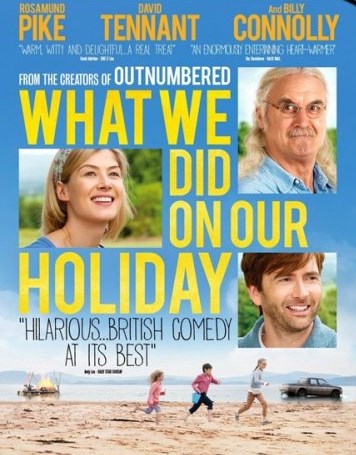 ROSAMUND DAVID And BILLY
PIKE TENNANT CONNOLLY
"WARM, WITTY AND DELIGHTFUL...A REAL TREAT" "AN ENORMOUSLY ENTERTAINING HEART-WARMER"
FROM THE CREATORS OF OUTNUMBERED
WHAT WE
DID
ON OUR
HOLIDAY
"HILARIOUS...BRITISH COMEDY
AT ITS BEST"